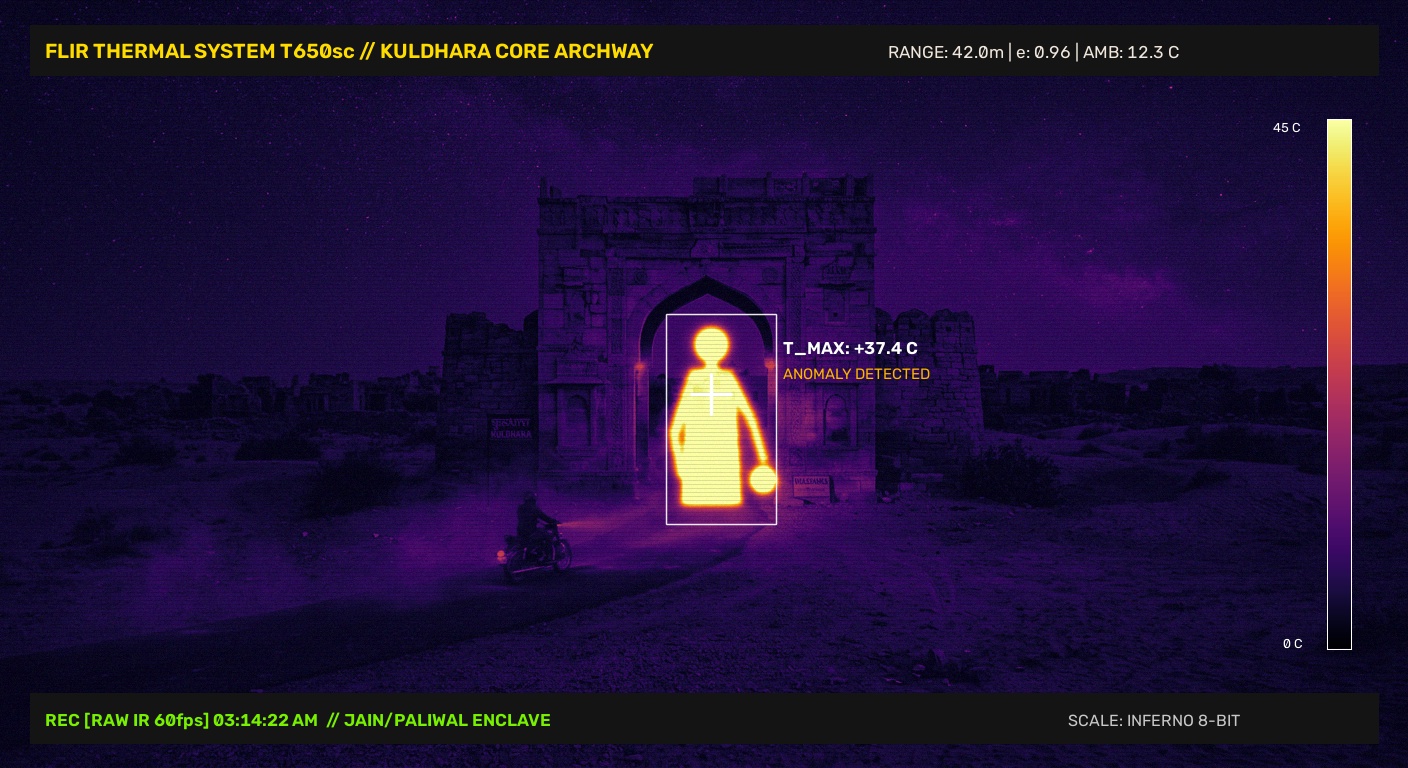 FLIR THERMAL SYSTEM T650sc // KULDHARA CORE ARCHWAY
RANGE: 42.0m | e: 0.96 | AMB: 12.3 C
45 C
T_MAX: +37.4 C
ANOMALY DETECTED
KULDHARA
0 C
REC [RAW IR 60fps] 03:14:22 AM // JAIN/PALIWAL ENCLAVE
SCALE: INFERNO 8-BIT